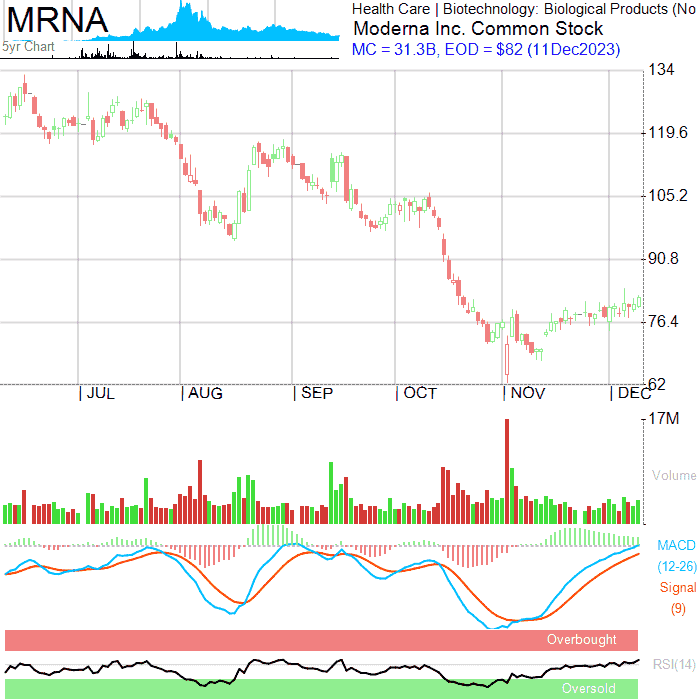 MRNA
5yr Chart
Health Care | Biotechnology: Biological Products (No
Moderna Inc. Common Stock
MC = 31.3B, EOD = $82 (11Dec2023)
134
119.6
105.2
90.8
76.4
62
| JUL | AUG | SEP | OCT | NOV | DEC
17M
Volume
MACD
(12-26)
Signal
(9)
Overbought
RSI(14)
Oversold